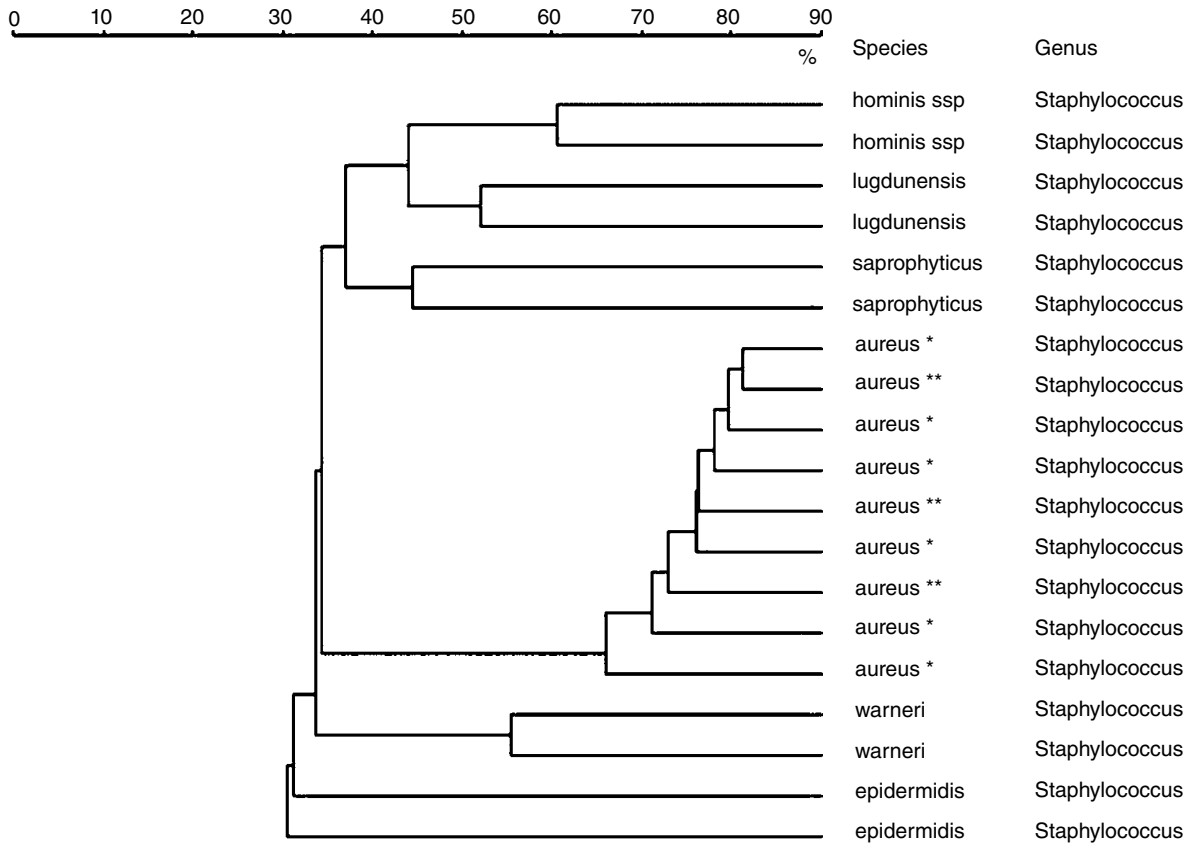 0 10 20 30 40 50 60 70 80 90
% Species Genus
hominis ssp Staphylococcus
hominis ssp Staphylococcus
lugdunensis Staphylococcus
lugdunensis Staphylococcus
saprophyticus Staphylococcus
saprophyticus Staphylococcus
aureus * Staphylococcus
aureus ** Staphylococcus
aureus * Staphylococcus
aureus * Staphylococcus
aureus ** Staphylococcus
aureus * Staphylococcus
aureus ** Staphylococcus
aureus * Staphylococcus
aureus * Staphylococcus
warneri Staphylococcus
warneri Staphylococcus
epidermidis Staphylococcus
epidermidis Staphylococcus